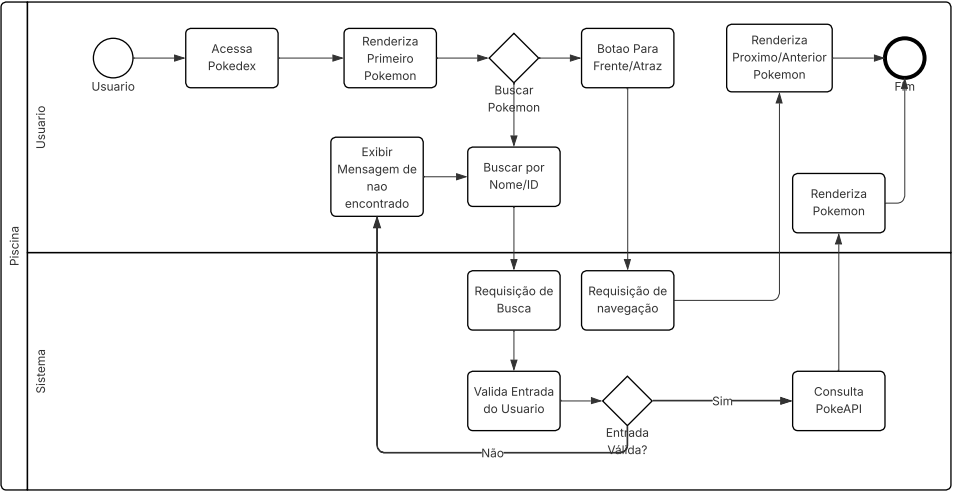 Piscina
Usuario
Usuario
Acessa
Pokedex
Renderiza
Primeiro
Pokemon
Buscar
Pokemon
Botao Para
Frente/Atraz
Renderiza
Proximo/Anterior
Pokemon
Fim
Exibir
Mensagem de
nao
encontrado
Buscar por
Nome/ID
Renderiza
Pokemon
Sistema
Requisição de
Busca
Requisição de
navegação
Valida Entrada
do Usuario
Entrada
Válida?
Sim
Não
Consulta
PokeAPI